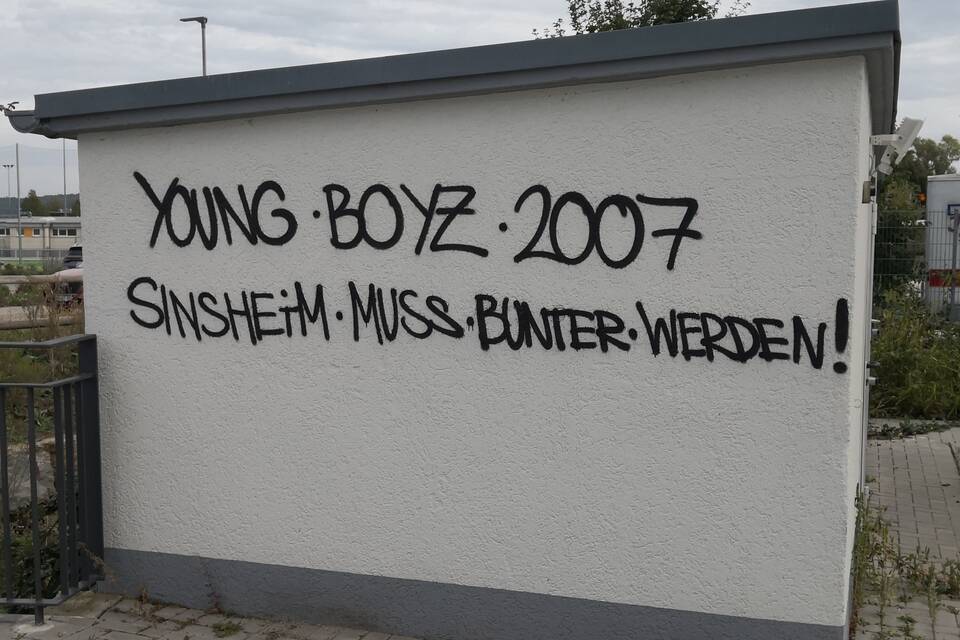 YOUNG · BOYZ · 2007
SINSHEiM · MUSS · BUNTER · WERDEN!